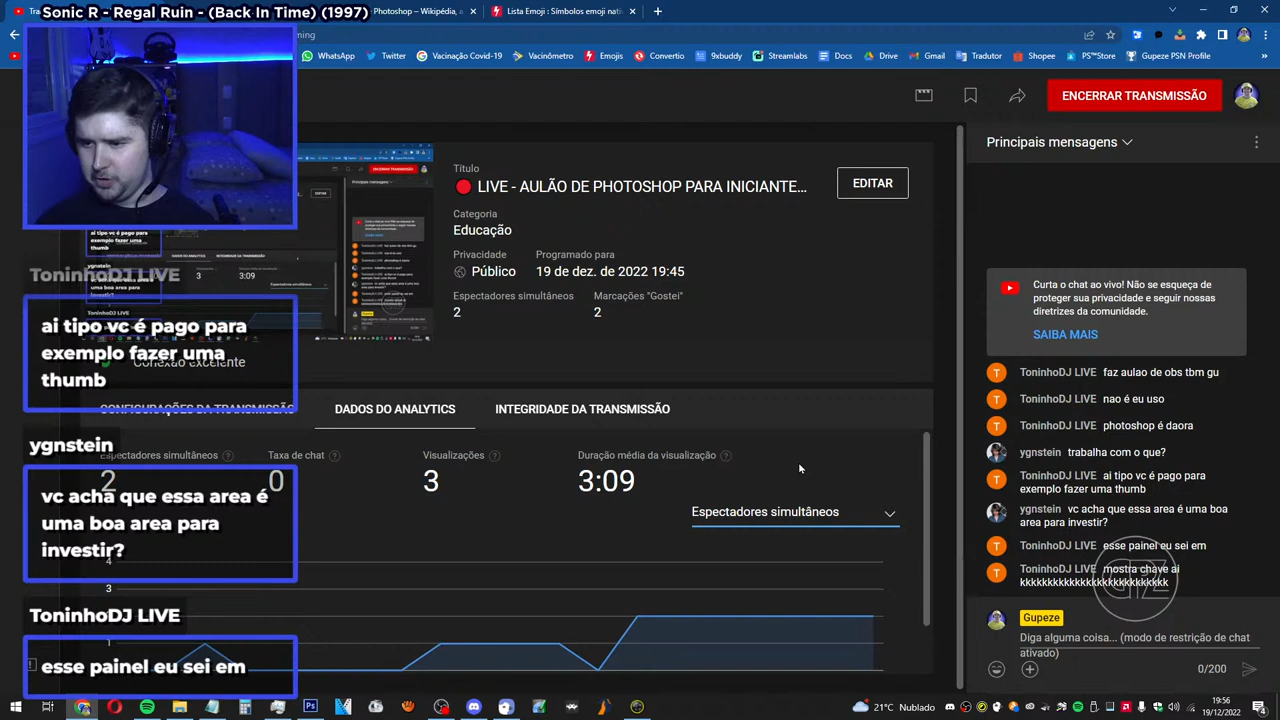 Sonic R - Regal Ruin - (Back In Time) (1997)
Photoshop – Wikipédia, a
Lista Emoji: Símbolos emoji nati
ming
WhatsApp
Twitter
Vacinação Covid-19
Vacinômetro
Emojis
Convertio
9xbuddy
Streamlabs
Docs
Drive
Gmail
Tradutor
Shopee
PS™Store
Gupeze PSN Profile
ENCERRAR TRANSMISSÃO
Principais mensagens
Título
LIVE - AULÃO DE PHOTOSHOP PARA INICIANTE...
EDITAR
Categoria
Educação
Privacidade
Programado para
Público
19 de dez. de 2022 19:45
Espectadores simultâneos
Marcações "Gostei"
2
2
ToninhoDJ LIVE
ai tipo vc é pago para
exemplo fazer uma
thumb
Conexão excelente
CONFIGURAÇÕES DA TRANSMISSÃO
DADOS DO ANALYTICS
INTEGRIDADE DA TRANSMISSÃO
ygnstein
Espectadores simultâneos
Taxa de chat
Visualizações
Duração média da visualização
2
0
3
3:09
vc acha que essa area é
uma boa area para
investir?
Espectadores simultâneos
4
3
1
ToninhoDJ LIVE
esse painel eu sei em
Curta o chat ao vivo! Não se esqueça de
proteger sua privacidade e seguir nossas
diretrizes da comunidade.
SAIBA MAIS
ToninhoDJ LIVE faz aulao de obs tbm gu
ToninhoDJ LIVE nao é eu uso
ToninhoDJ LIVE photoshop é daora
ygnstein trabalha com o que?
ToninhoDJ LIVE ai tipo vc é pago para
exemplo fazer uma thumb
ygnstein vc acha que essa area é uma boa
area para investir?
ToninhoDJ LIVE esse painel eu sei em
ToninhoDJ LIVE mostra chave ai
kkkkkkkkkkkkkkkkkkkkkkkkkk
Gupeze
Diga alguma coisa... (modo de restrição de chat
ativado)
0/200
21°C Nublado
19:56
19/12/2022